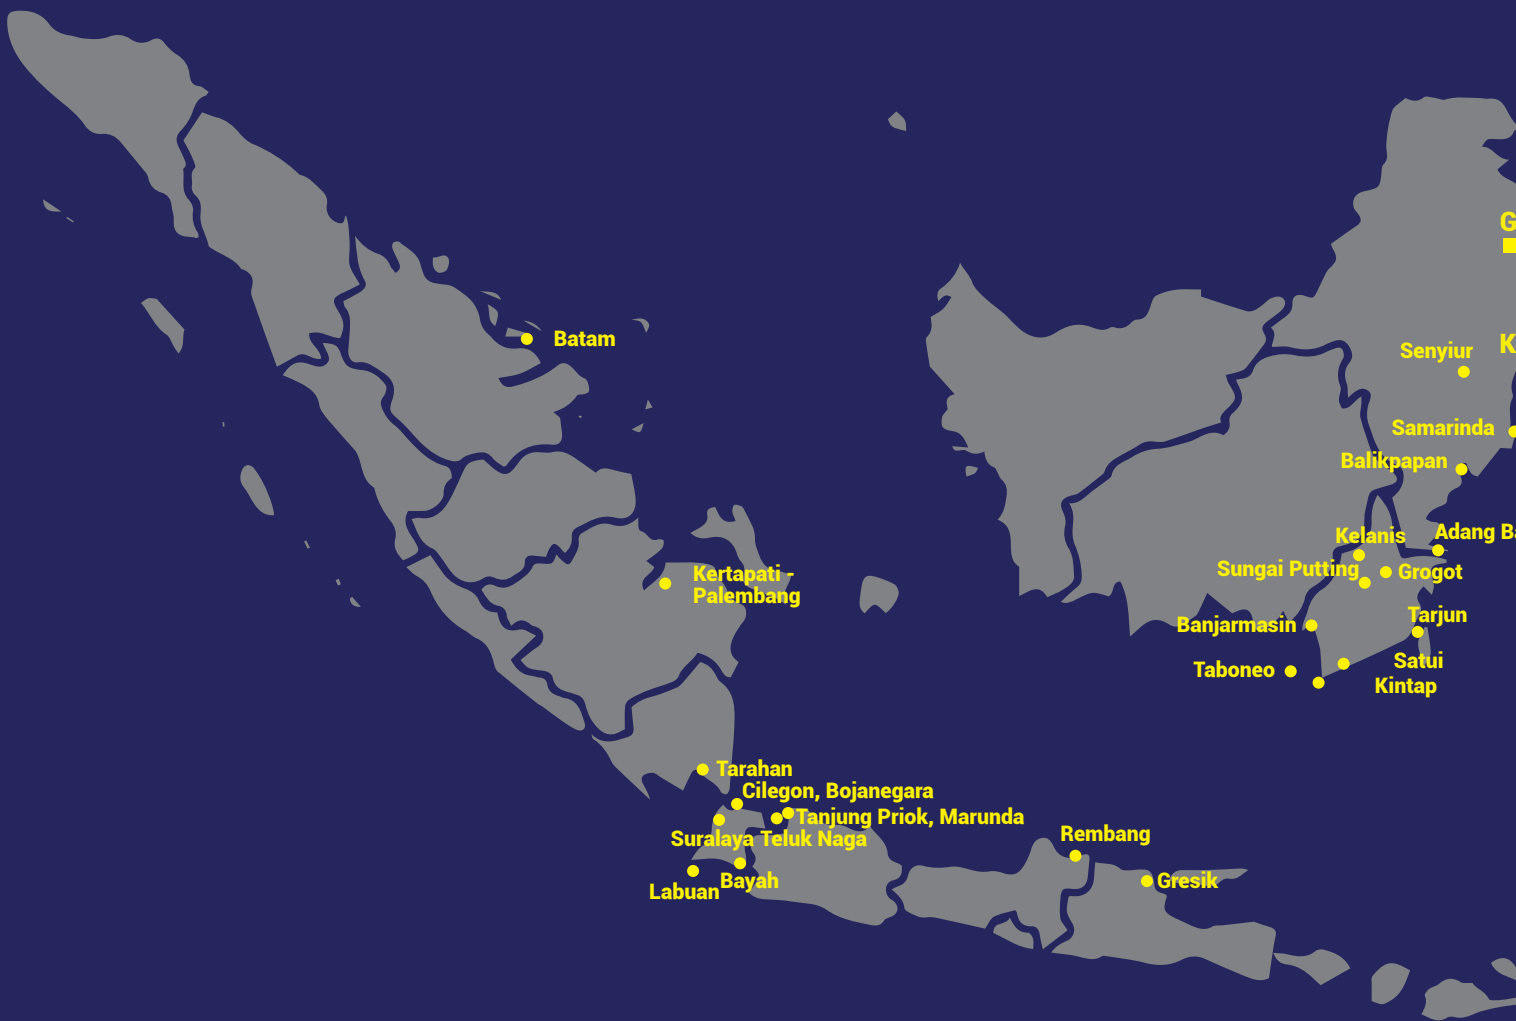 G
Batam
K
Senyiur
Samarinda
Balikpapan
Kelanis
Adang Ba
Sungai Putting
Grogot
Kertapati -
Palembang
Tarjun
Banjarmasin
Satui
Taboneo
Kintap
Tarahan
Cilegon, Bojanegara
Tanjung Priok, Marunda
Rembang
Suralaya Teluk Naga
Bayah
Gresik
Labuan